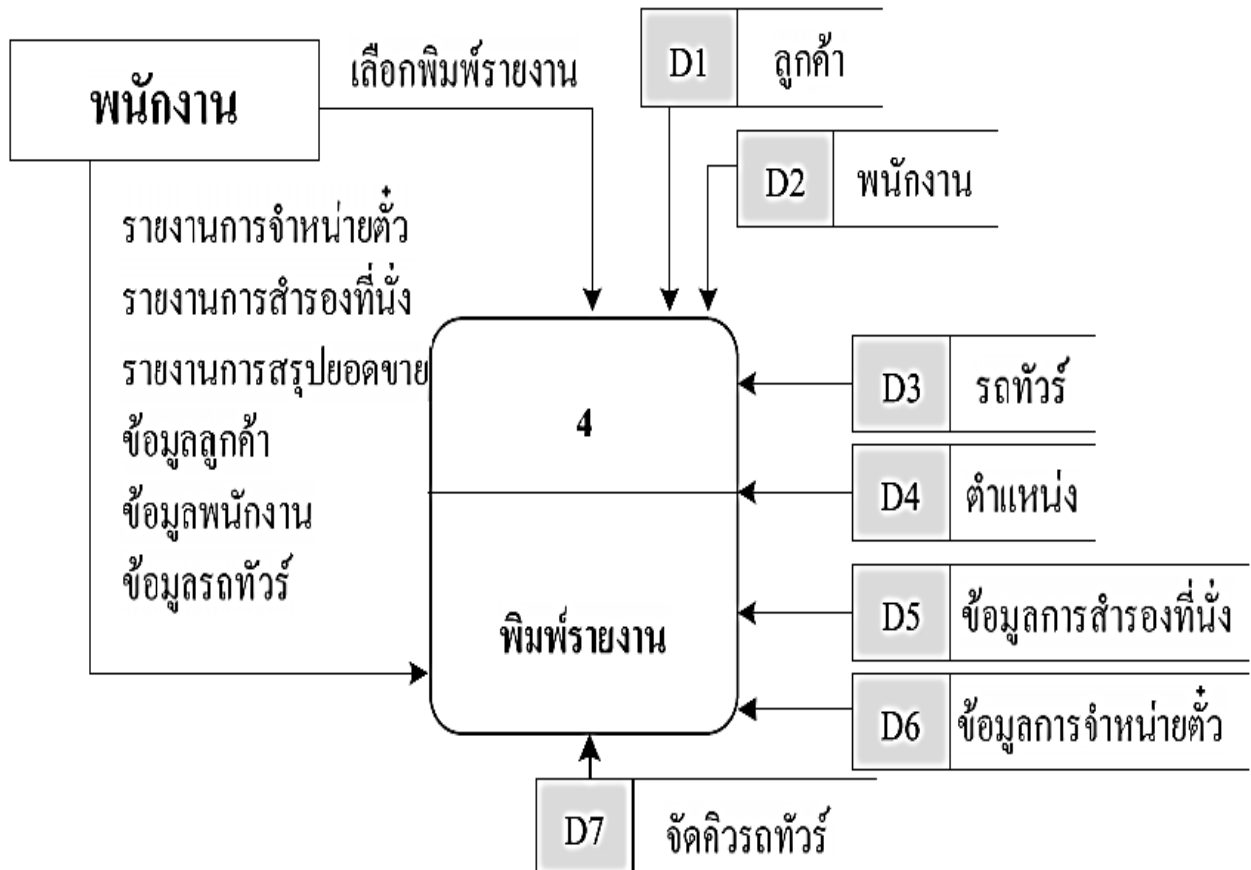 พนักงาน
เลือกพิมพ์รายงาน
D1 ลูกค้า
D2 พนักงาน
รายงานการจำหน่ายตั๋ว
รายงานการสำรองที่นั่ง
รายงานการสรุปยอดขาย
ข้อมูลลูกค้า
ข้อมูลพนักงาน
ข้อมูลรถทัวร์
4
พิมพ์รายงาน
D3 รถทัวร์
D4 ตำแหน่ง
D5 ข้อมูลการสำรองที่นั่ง
D6 ข้อมูลการจำหน่ายตั๋ว
D7 จัดคิวรถทัวร์